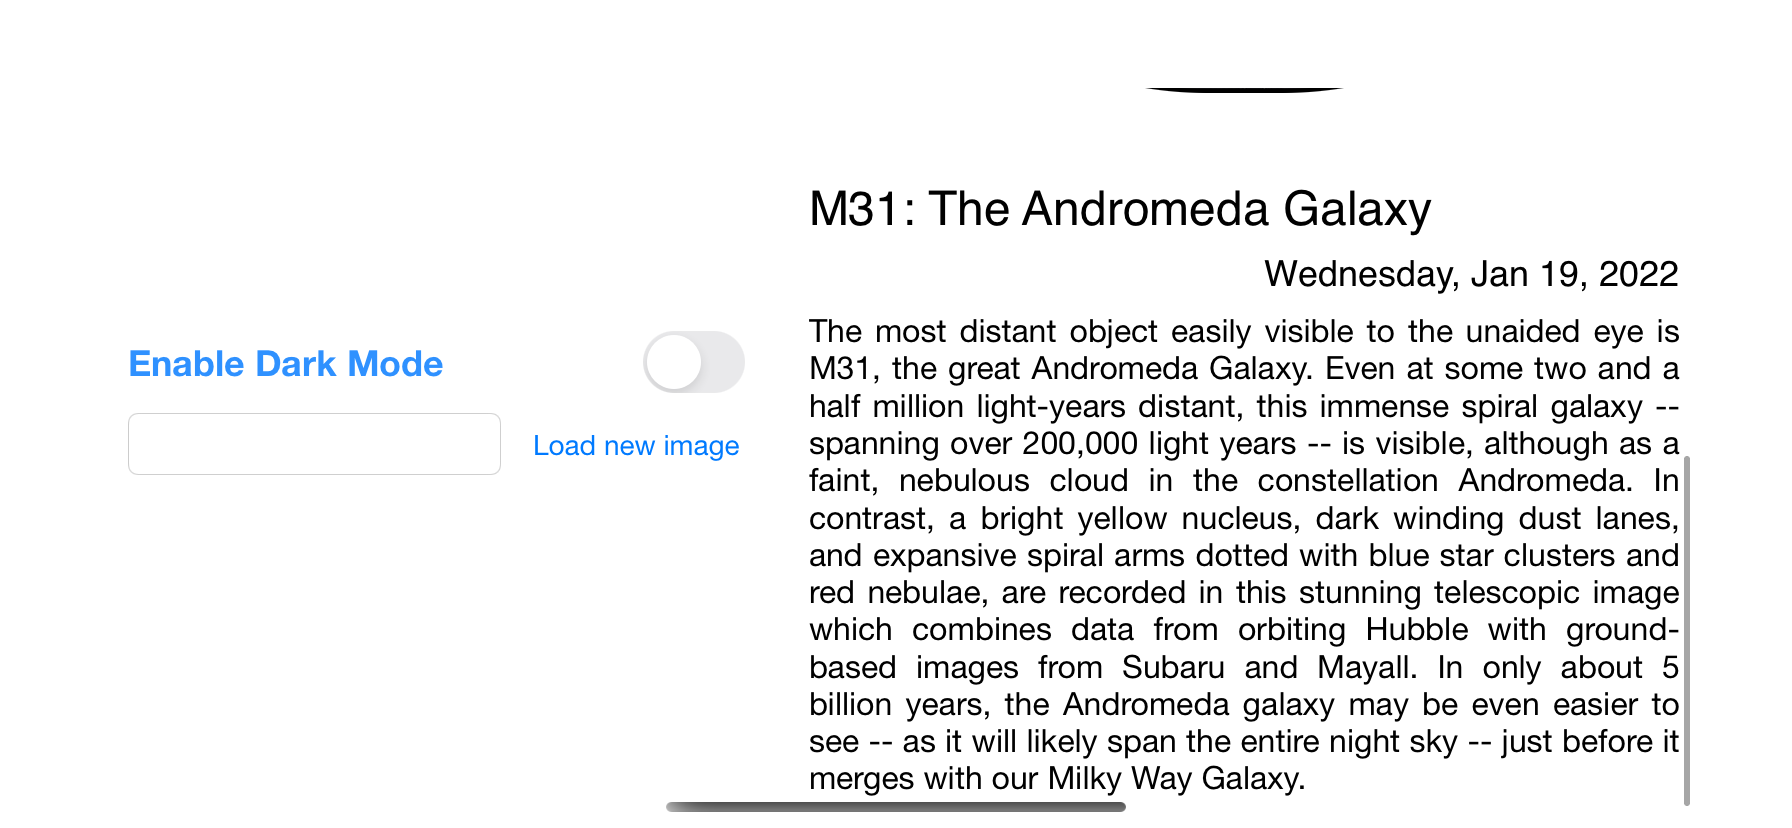 M31: The Andromeda Galaxy
Wednesday, Jan 19, 2022
Enable Dark Mode
Load new image
The most distant object easily visible to the unaided eye is
M31, the great Andromeda Galaxy. Even at some two and a
half million light-years distant, this immense spiral galaxy --
spanning over 200,000 light years -- is visible, although as a
faint, nebulous cloud in the constellation Andromeda. In
contrast, a bright yellow nucleus, dark winding dust lanes,
and expansive spiral arms dotted with blue star clusters and
red nebulae, are recorded in this stunning telescopic image
which combines data from orbiting Hubble with ground-
based images from Subaru and Mayall. In only about 5
billion years, the Andromeda galaxy may be even easier to
see -- as it will likely span the entire night sky -- just before it
merges with our Milky Way Galaxy.